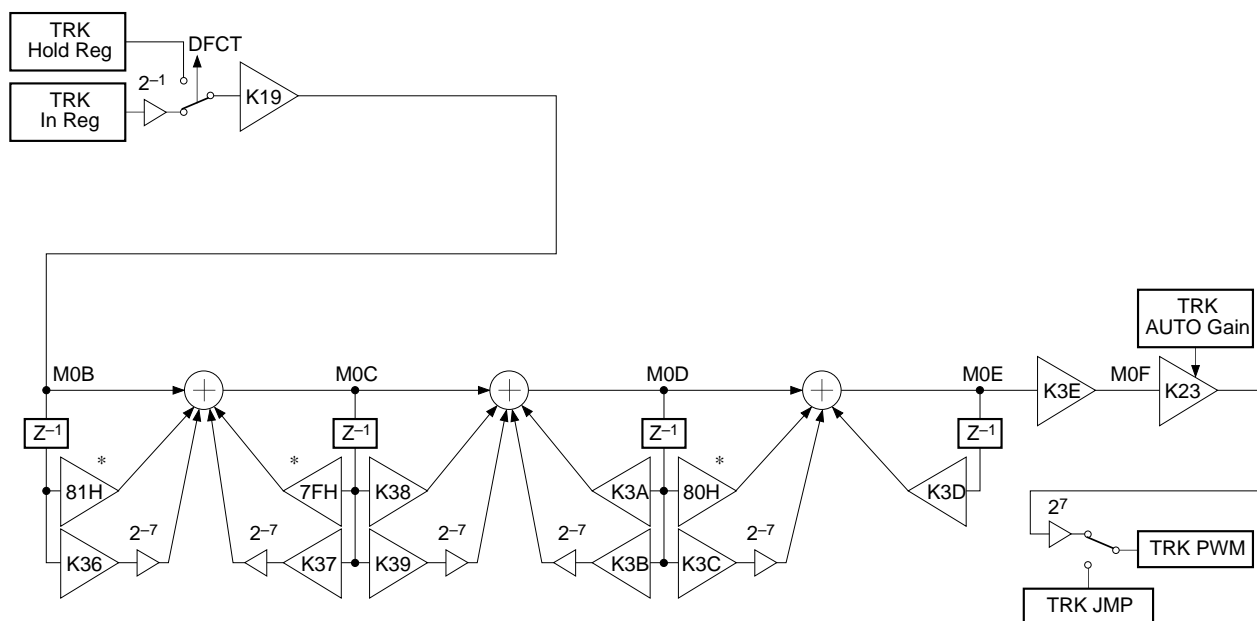 TRK
Hold Reg
DFCT
2⁻¹
K19
TRK
In Reg
TRK
AUTO Gain
M0B
M0C
M0D
M0E
K3E
M0F
K23
Z⁻¹
Z⁻¹
Z⁻¹
Z⁻¹
*
*
*
81H
7FH
K38
K3A
80H
K3D
2⁻⁷
2⁻⁷
2⁻⁷
2⁻⁷
2⁻⁷
K36
K37
K39
K3B
K3C
2⁷
TRK PWM
TRK JMP